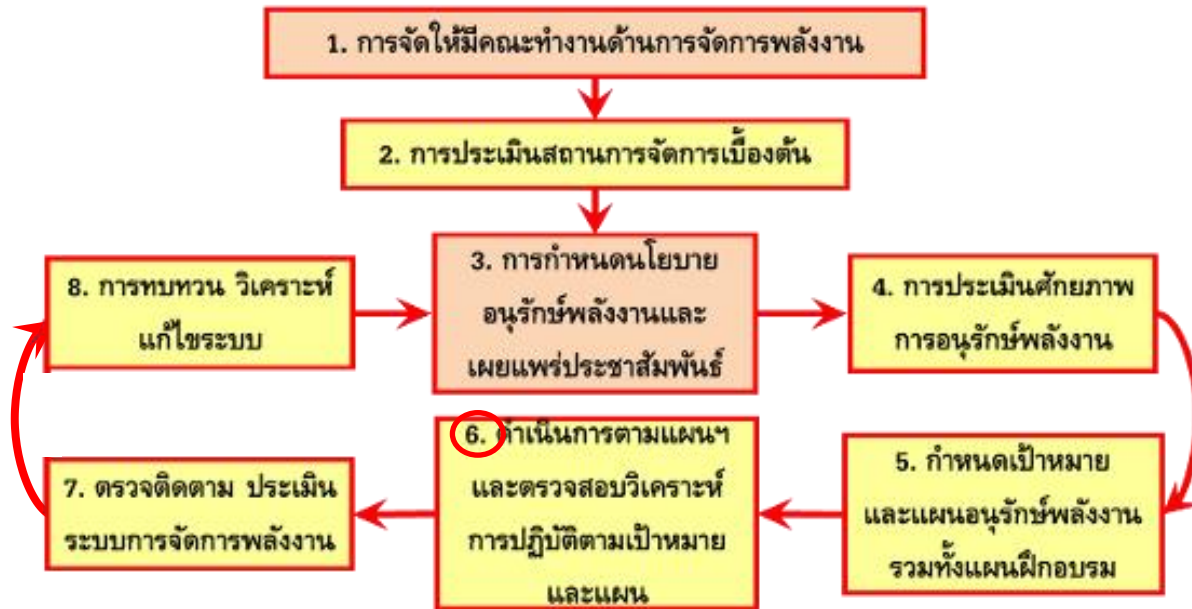 1. การจัดให้มีคณะทำงานด้านการจัดการพลังงาน
2. การประเมินสถานการจัดการเบื้องต้น
3. การกำหนดนโยบาย
อนุรักษ์พลังงานและ
เผยแพร่ประชาสัมพันธ์
4. การประเมินศักยภาพ
การอนุรักษ์พลังงาน
5. กำหนดเป้าหมาย
และแผนอนุรักษ์พลังงาน
รวมทั้งแผนฝึกอบรม
6. ดำเนินการตามแผนฯ
และตรวจสอบวิเคราะห์
การปฏิบัติตามเป้าหมาย
และแผน
7. ตรวจติดตาม ประเมิน
ระบบการจัดการพลังงาน
8. การทบทวน วิเคราะห์
แก้ไขระบบ